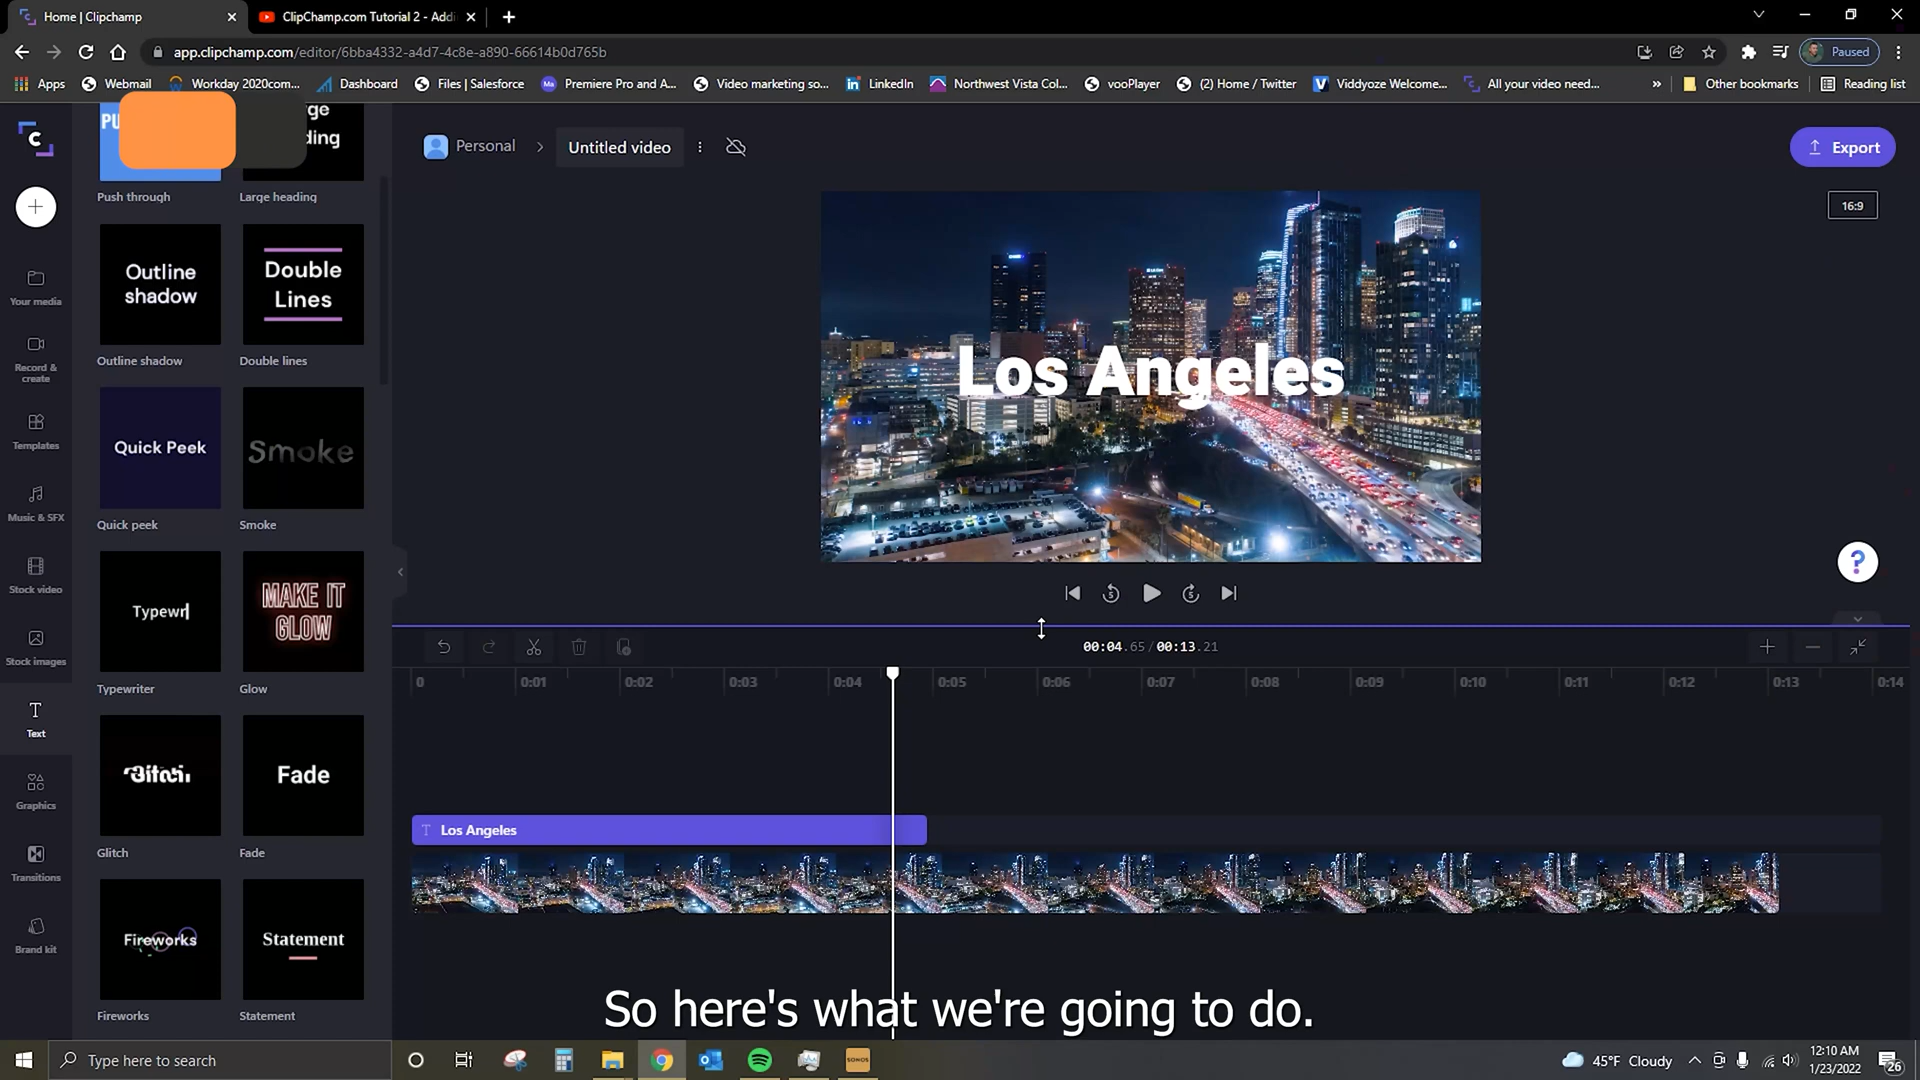 Home | Clipchamp
ClipChamp.com Tutorial 2 - Addi
app.clipchamp.com/editor/6bba4332-a4d7-4c8e-a890-66614b0d765b
Paused
Apps
Webmail
Workday 2020com...
Dashboard
Files | Salesforce
Premiere Pro and A...
Video marketing so...
LinkedIn
Northwest Vista Col...
vooPlayer
(2) Home / Twitter
Viddyoze Welcome...
All your video need...
»
Other bookmarks
Reading list
Your media
Record &
create
Templates
Music & SFX
Stock video
Stock images
Text
Graphics
Transitions
Brand kit
PU
ge
ding
Push through
Large heading
Outline
shadow
Double
Lines
Outline shadow
Double lines
Quick Peek
Smoke
Quick peek
Smoke
Typewr
MAKE IT
GLOW
Typewriter
Glow
Glitch
Fade
Glitch
Fade
Fireworks
Statement
Fireworks
Statement
Personal
Untitled video
Export
16:9
Los Angeles
5
5
?
00:04.65 / 00:13.21
0
0:01
0:02
0:03
0:04
0:05
0:06
0:07
0:08
0:09
0:10
0:11
0:12
0:13
0:14
T Los Angeles
So here's what we're going to do.
Type here to search
SONOS
45°F Cloudy
12:10 AM
1/23/2022
26